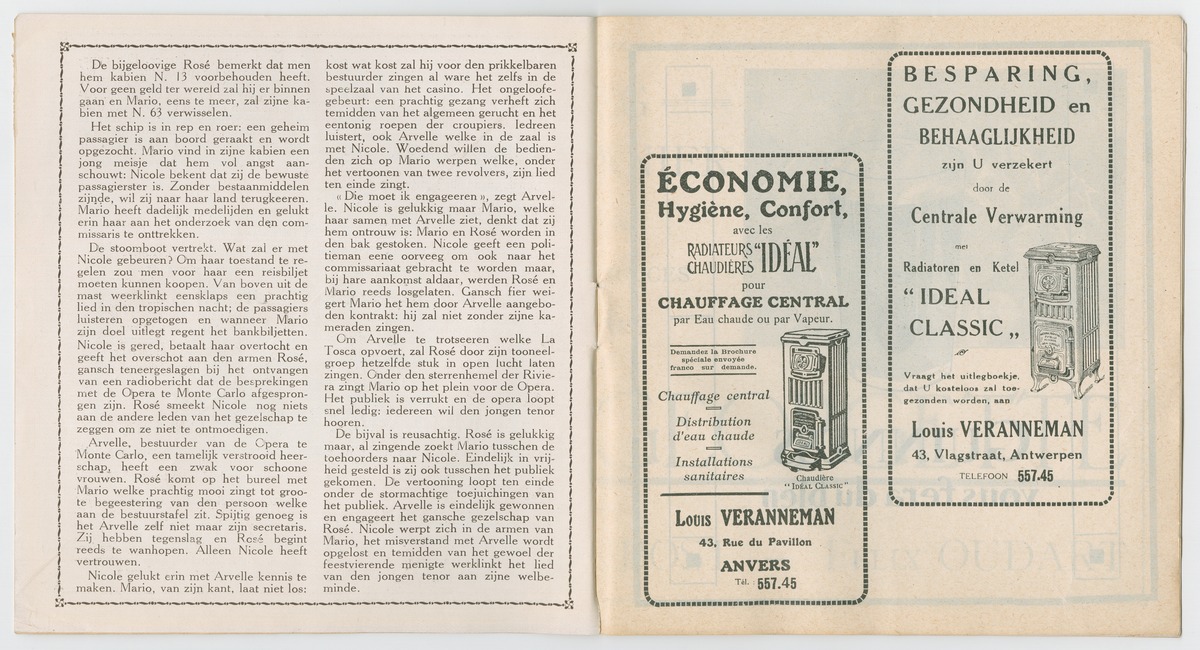 De bijgeloovige Rosé bemerkt dat men
hem kabien N. 13 voorbehouden heeft.
Voor geen geld ter wereld zal hij er binnen
gaan en Mario, eens te meer, zal zijne ka-
bien met N. 63 verwisselen.
Het schip is in rep en roer: een geheim
passagier is aan boord geraakt en wordt
opgezocht. Mario vind in zijne kabien een
jong meisje dat hem vol angst aan-
schouwt: Nicole bekent dat zij de bewuste
passagierster is. Zonder bestaanmiddelen
zijnde, wil zij naar haar land terugkeeren.
Mario heeft dadelijk medelijden en gelukt
erin haar aan het onderzoek van den com-
missaris te onttrekken.
De stoomboot vertrekt. Wat zal er met
Nicole gebeuren? Om haar toestand te re-
gelen zou men voor haar een reisbiljet
moeten kunnen koopen. Van boven uit de
mast weerklinkt eensklaps een prachtig
lied in den tropischen nacht; de passagiers
luisteren opgetogen en wanneer Mario
zijn doel uitlegt regent het bankbiljetten.
Nicole is gered, betaalt haar overtocht en
geeft het overschot aan den armen Rosé,
gansch teneergeslagen bij het ontvangen
van een radiobericht dat de besprekingen
met de Opera te Monte Carlo afgespron-
gen zijn. Rosé smeekt Nicole nog niets
aan de andere leden van het gezelschap te
zeggen om ze niet te ontmoedigen.
Arvelle, bestuurder van de Opera te
Monte Carlo, een tamelijk verstrooid heer-
schap, heeft een zwak voor schoone
vrouwen. Rosé komt op het bureel met
Mario welke prachtig mooi zingt tot groo-
te begeestering van den persoon welke
aan de bestuurstafel zit. Spijtig genoeg is
het Arvelle zelf niet maar zijn secretaris.
Zij hebben tegenslag en Rosé begint
reeds te wanhopen. Alleen Nicole heeft
vertrouwen.
Nicole gelukt erin met Arvelle kennis te
maken. Mario, van zijn kant, laat niet los:
kost wat kost zal hij voor den prikkelbaren
bestuurder zingen al ware het zelfs in de
speelzaal van het casino. Het ongeloofe-
gebeurt: een prachtig gezang verheft zich
temidden van het algemeen gerucht en het
eentonig roepen der croupiers. Iedreen
luistert, ook Arvelle welke in de zaal is
met Nicole. Woedend willen de bedien-
den zich op Mario werpen welke, onder
het vertoonen van twee revolvers, zijn lied
ten einde zingt.
« Die moet ik engageeren », zegt Arvel-
le. Nicole is gelukkig maar Mario, welke
haar samen met Arvelle ziet, denkt dat zij
hem ontrouw is: Mario en Rosé worden in
den bak gestoken. Nicole geeft een poli-
tieman eene oorveeg om ook naar het
commissariaat gebracht te worden maar,
bij hare aankomst aldaar, werden Rosé en
Mario reeds losgelaten. Gansch fier wei-
gert Mario het hem door Arvelle aangebo-
den kontrakt: hij zal niet zonder zijne ka-
meraden zingen.
Om Arvelle te trotseeren welke La
Tosca opvoert, zal Rosé door zijn tooneel-
groep hetzelfde stuk in open lucht laten
zingen. Onder den sterrenhemel der Rivie-
ra zingt Mario op het plein voor de Opera.
Het publiek is verrukt en de opera loopt
snel ledig: iedereen wil den jongen tenor
hooren.
De bijval is reusachtig. Rosé is gelukkig
maar, al zingende zoekt Mario tusschen de
toehoorders naar Nicole. Eindelijk in vrij-
heid gesteld is zij ook tusschen het publiek
gekomen. De vertooning loopt ten einde
onder de stormachtige toejuichingen van
het publiek. Arvelle is eindelijk gewonnen
en engageert het gansche gezelschap van
Rosé. Nicole werpt zich in de armen van
Mario, het misverstand met Arvelle wordt
opgelost en temidden van het gewoel der
feestvierende menigte werklinkt het lied
van den jongen tenor aan zijne welbe-
minde.
ÉCONOMIE,
Hygiène, Confort,
avec les
RADIATEURS
CHAUDIÈRES "IDÉAL"
pour
CHAUFFAGE CENTRAL
par Eau chaude ou par Vapeur.
Demandez la Brochure
spéciale envoyée
franco sur demande.
Chauffage central
Distribution
d'eau chaude
Installations
sanitaires
Chaudière
"IDÉAL CLASSIC"
Louis VERANNEMAN
43, Rue du Pavillon
ANVERS
Tél. : 557.45
BESPARING,
GEZONDHEID en
BEHAAGLIJKHEID
zijn U verzekert
door de
Centrale Verwarming
met
Radiatoren en Ketel
“ IDEAL
CLASSIC „
Vraagt het uitlegboekje,
dat U kosteloos zal toe-
gezonden worden, aan
Louis VERANNEMAN
43, Vlagstraat, Antwerpen
TELEFOON 557.45